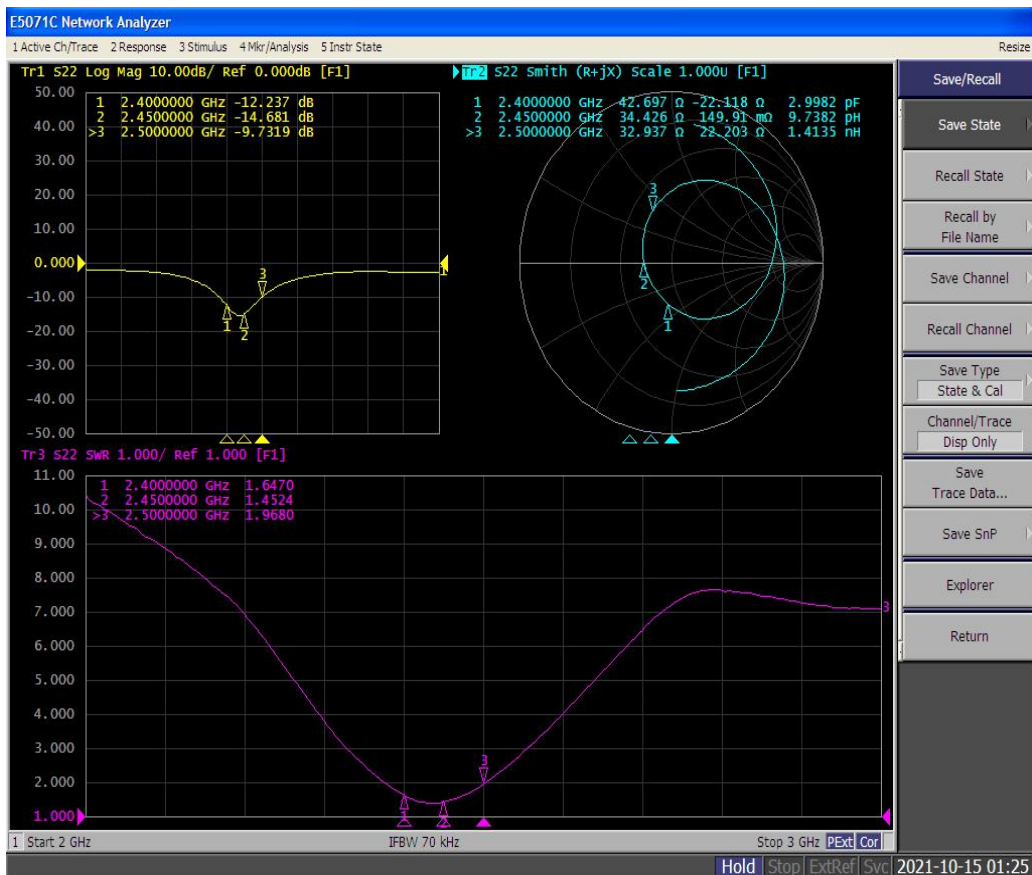 E5071C Network Analyzer
1 Active Ch/Trace 2 Response 3 Stimulus 4 Mkr/Analysis 5 Instr State Resize
Tr1 S22 Log Mag 10.00dB/ Ref 0.000dB [F1]
50.00
40.00
30.00
20.00
10.00
0.000
-10.00
-20.00
-30.00
-40.00
-50.00
1 2.4000000 GHz -12.237 dB
2 2.4500000 GHz -14.681 dB
>3 2.5000000 GHz -9.7319 dB
1
2
3
1
Tr2 S22 Smith (R+jX) Scale 1.000U [F1]
1 2.4000000 GHz 42.697 Ω -22.118 Ω 2.9982 pF
2 2.4500000 GHz 34.426 Ω 149.91 mΩ 9.7382 pH
>3 2.5000000 GHz 32.937 Ω 22.203 Ω 1.4135 nH
3
2
1
Tr3 S22 SWR 1.000/ Ref 1.000 [F1]
11.00
10.00
9.000
8.000
7.000
6.000
5.000
4.000
3.000
2.000
1.000
1 2.4000000 GHz 1.6470
2 2.4500000 GHz 1.4524
>3 2.5000000 GHz 1.9680
3
1
2
3
1 Start 2 GHz IFBW 70 kHz Stop 3 GHz PExt Cor
Hold Stop ExtRef Svc 2021-10-15 01:25
Save/Recall
Save State
Recall State
Recall by
File Name
Save Channel
Recall Channel
Save Type
State & Cal
Channel/Trace
Disp Only
Save
Trace Data...
Save SnP
Explorer
Return